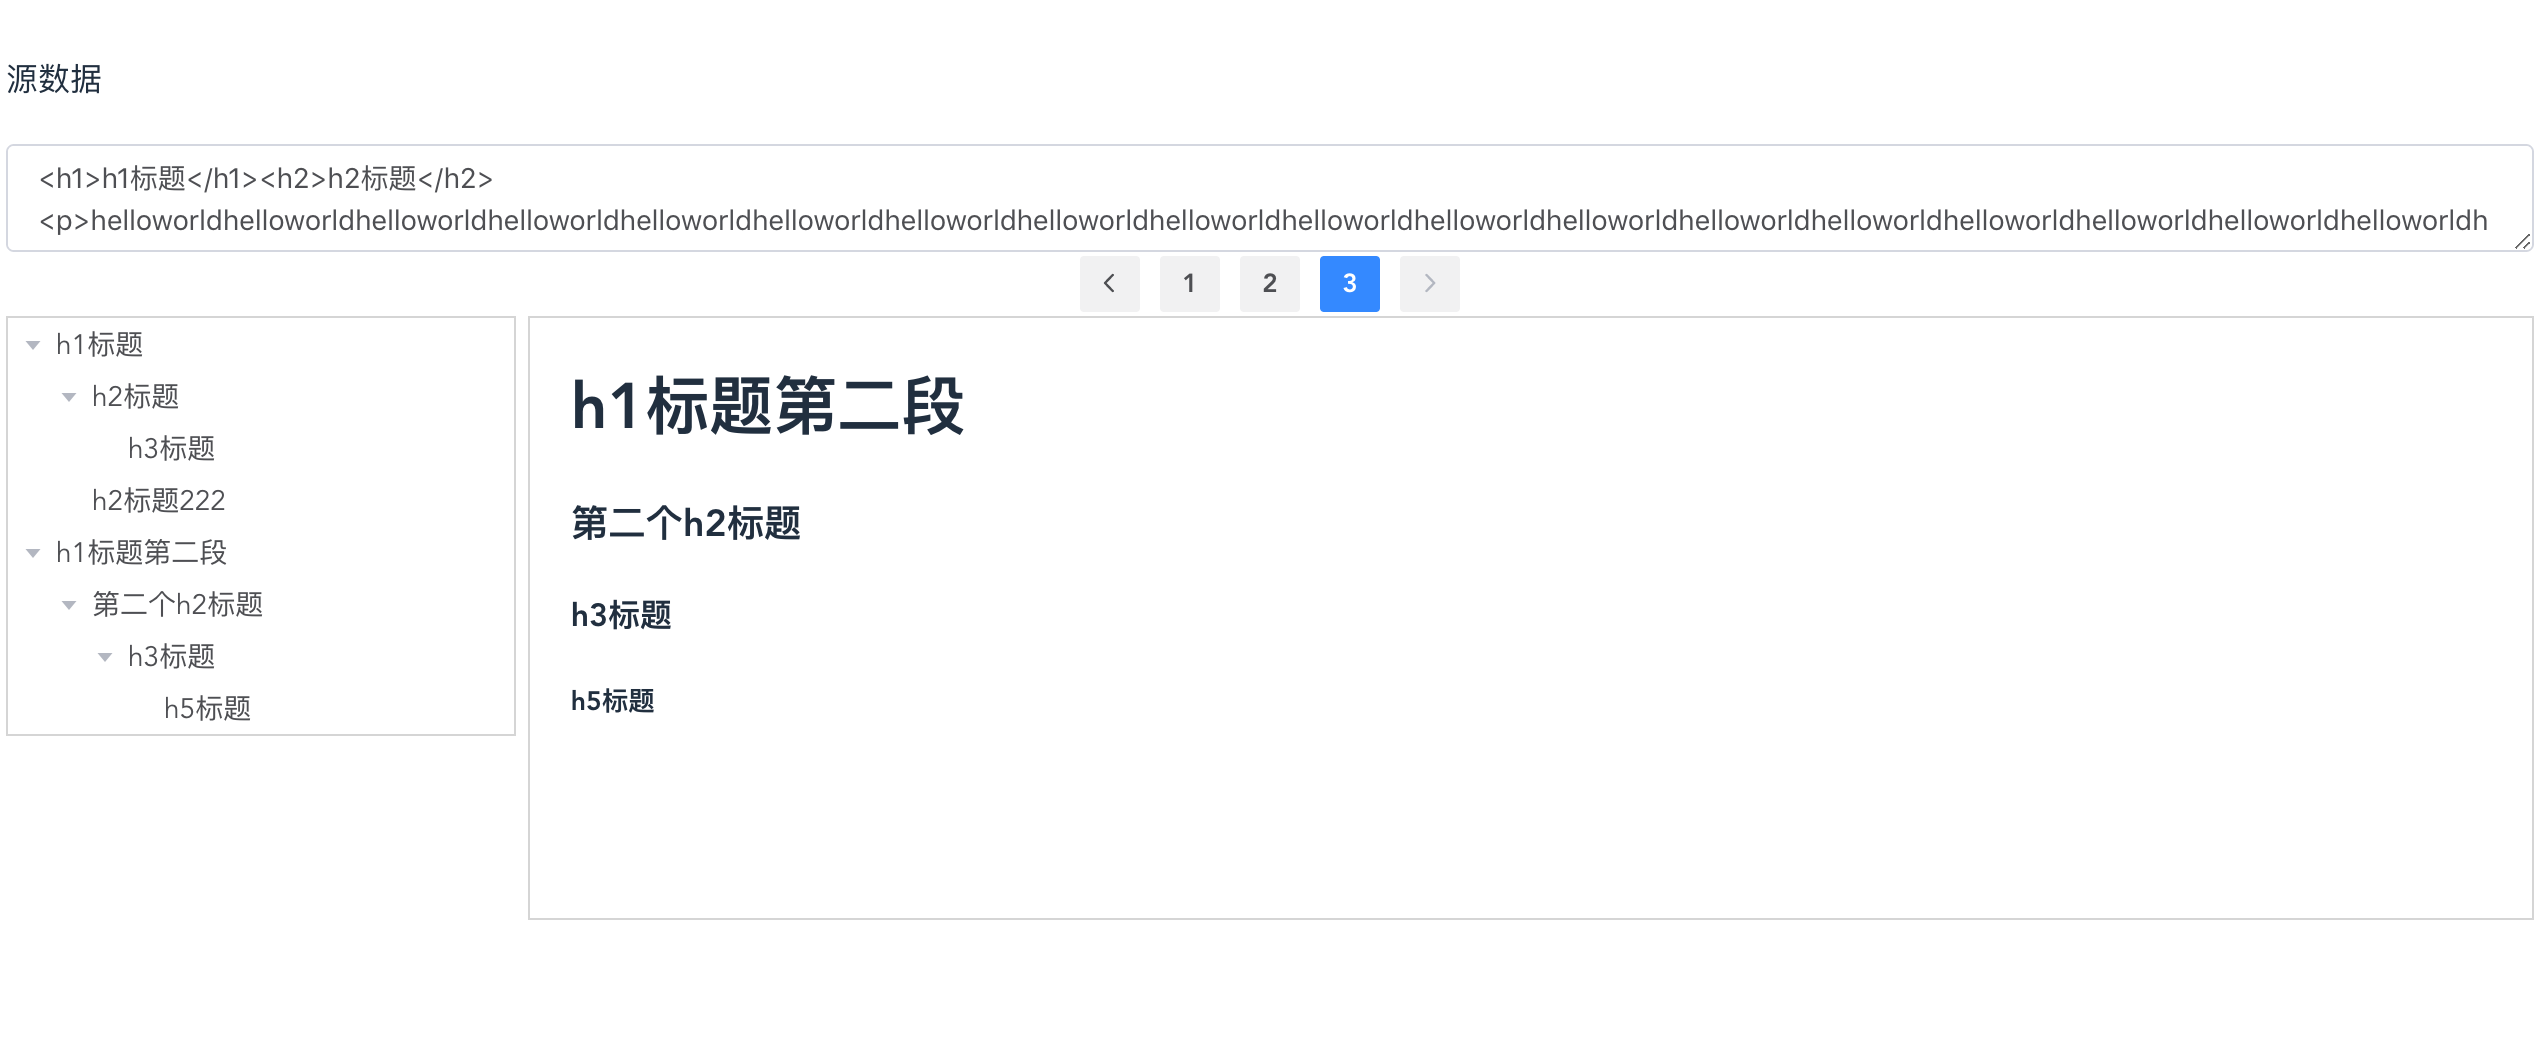 源数据
<h1>h1标题</h1><h2>h2标题</h2>
<p>helloworldhelloworldhelloworldhelloworldhelloworldhelloworldhelloworldhelloworldhelloworldhelloworldhelloworldhelloworldhelloworldhelloworldhelloworldhelloworldhelloworldhelloworldh
1 2 3
h1标题
h2标题
h3标题
h2标题222
h1标题第二段
第二个h2标题
h3标题
h5标题
h1标题第二段
第二个h2标题
h3标题
h5标题